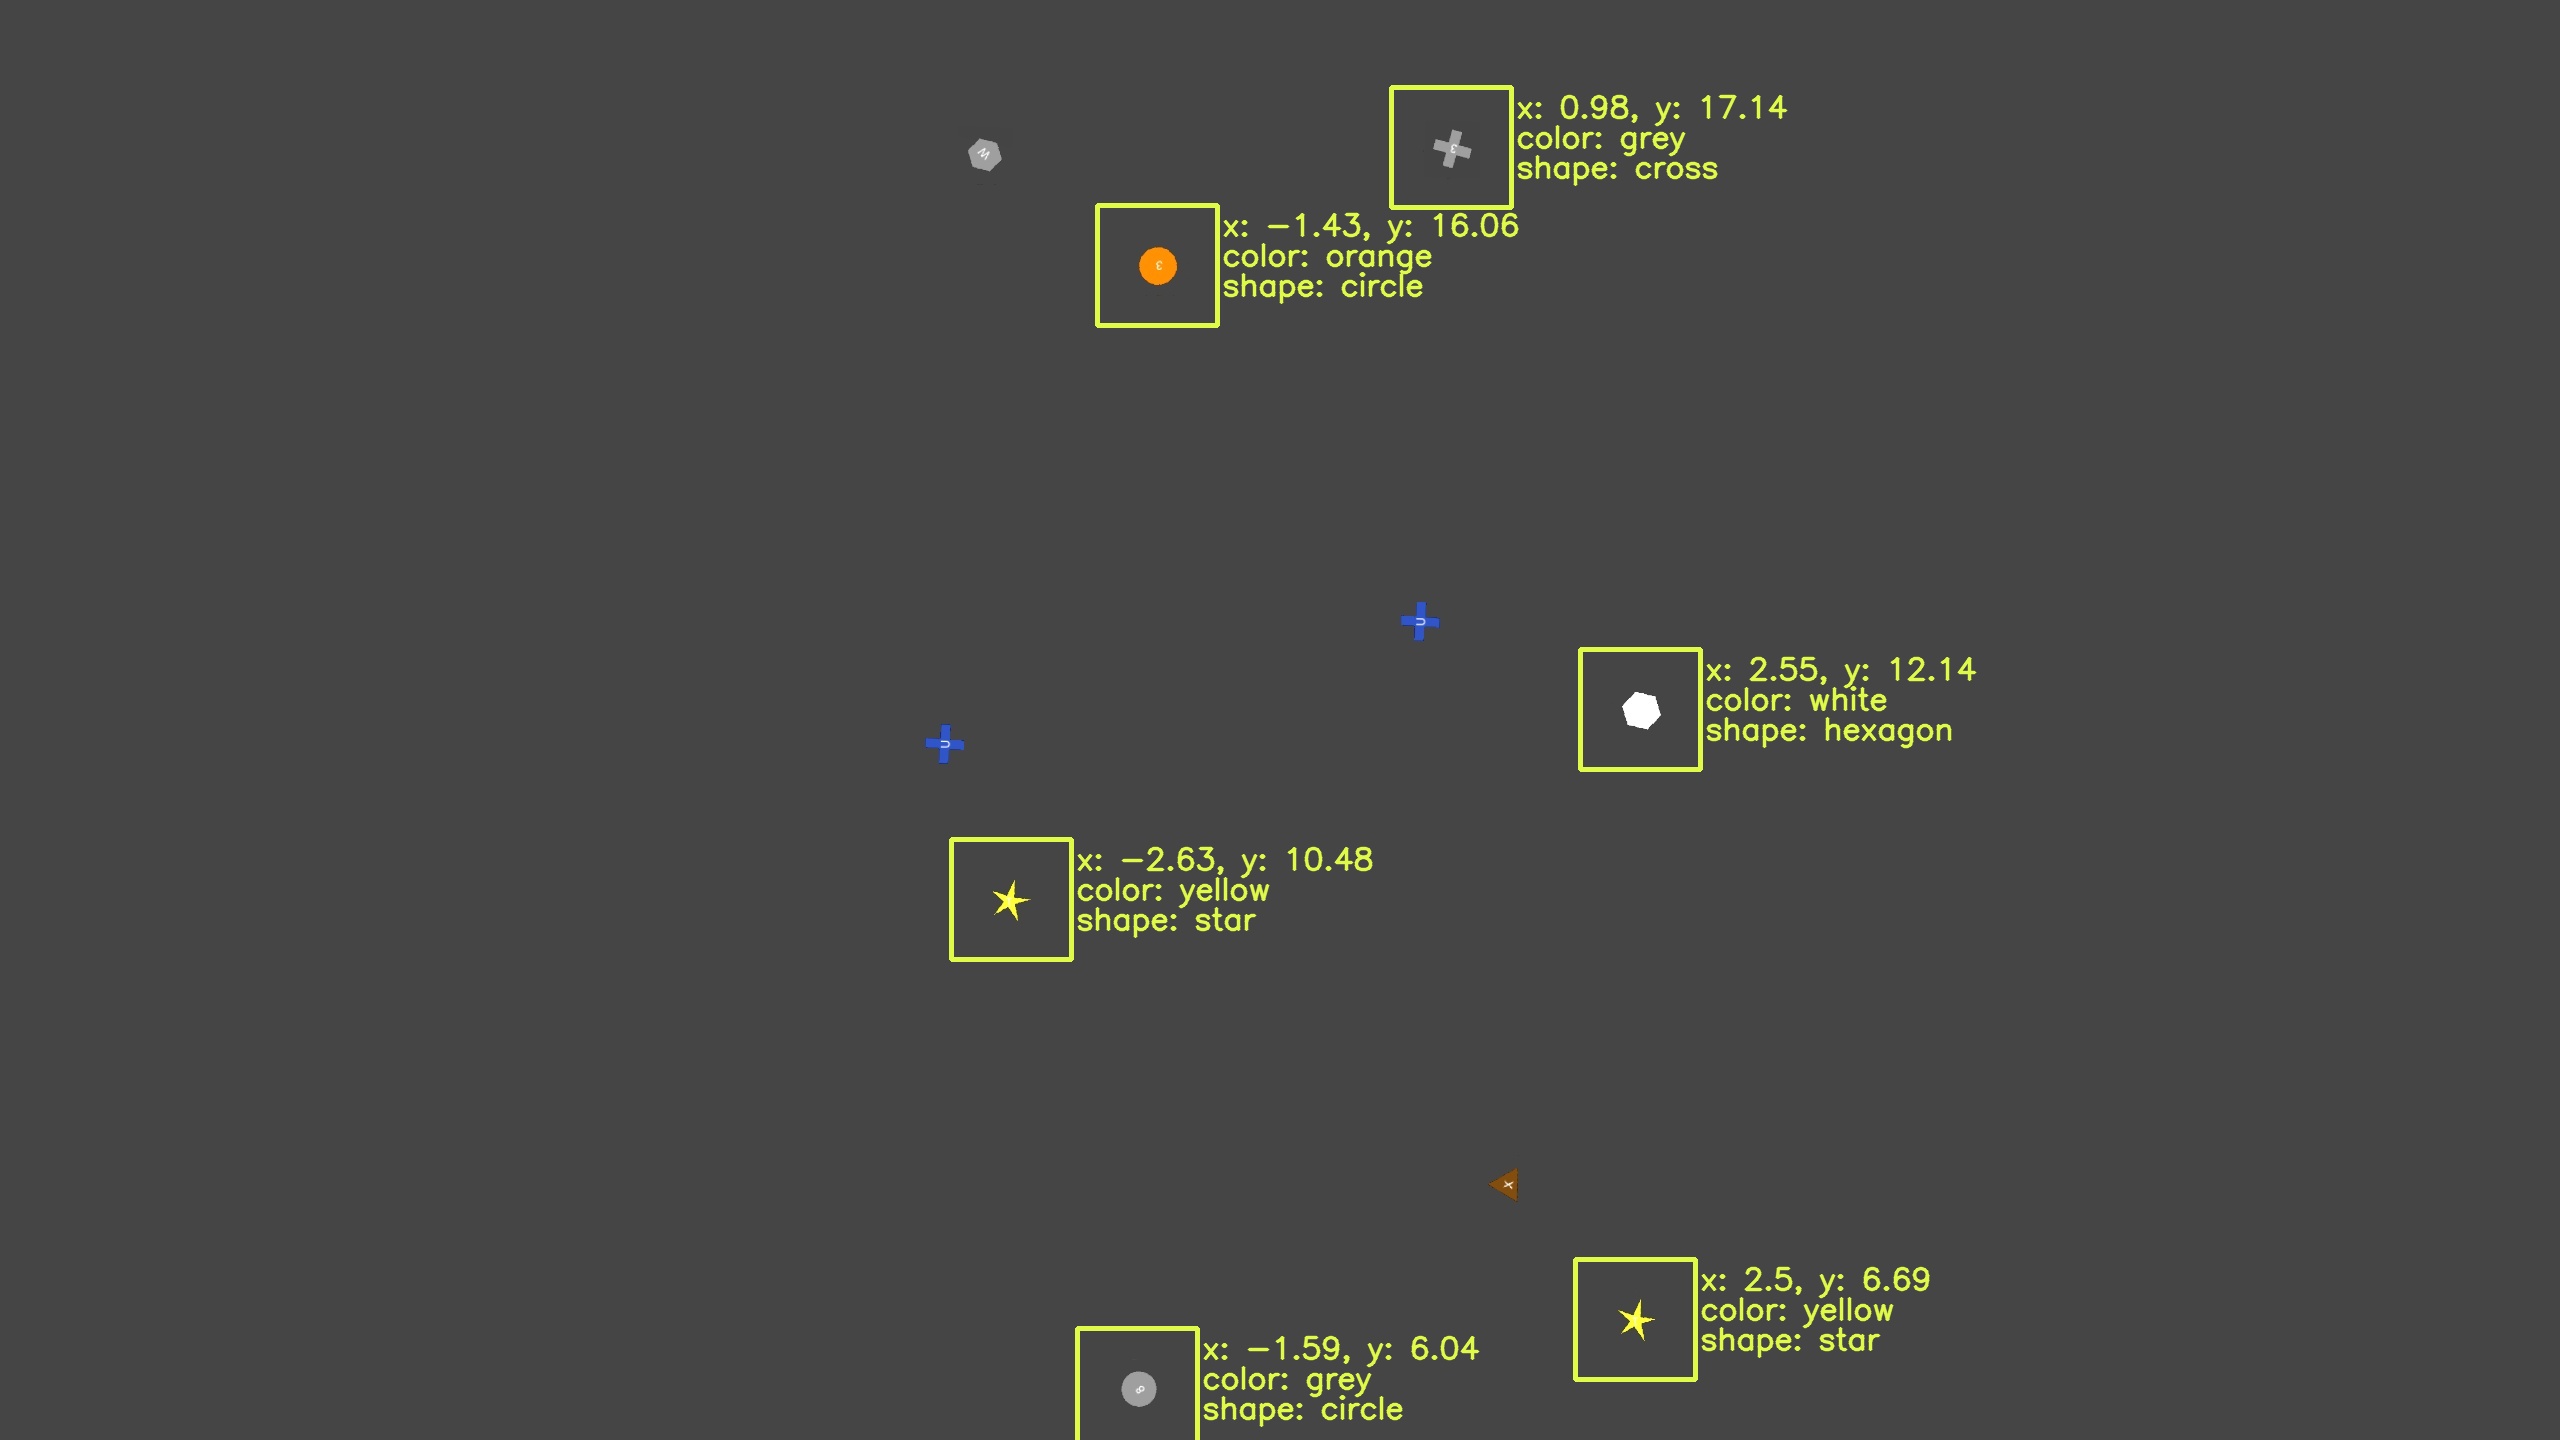 x: 0.98, y: 17.14
color: grey
shape: cross
W
3
x: -1.43, y: 16.06
color: orange
shape: circle
3
U
x: 2.55, y: 12.14
color: white
shape: hexagon
U
x: -2.63, y: 10.48
color: yellow
shape: star
X
x: 2.5, y: 6.69
color: yellow
shape: star
x: -1.59, y: 6.04
color: grey
shape: circle